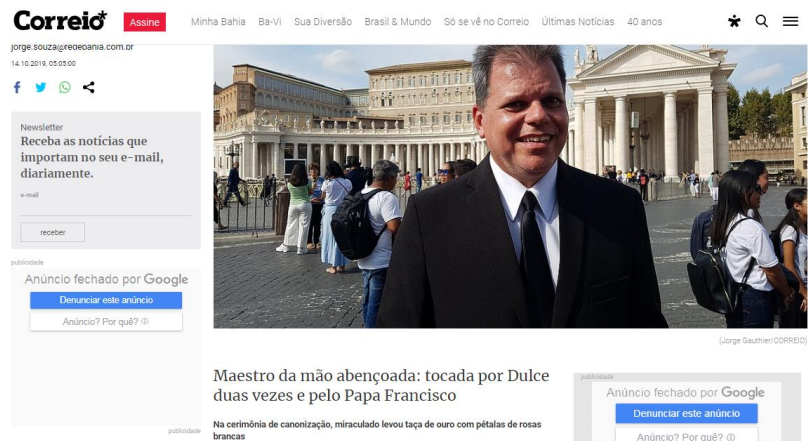 Correio*
Assine
Minha Bahia Ba-Vi Sua Diversão Brasil & Mundo Só se vê no Correio Últimas Notícias 40 anos
jorge.souza@redebahia.com.br
14.10.2019, 05:05:00
Newsletter
Receba as notícias que
importam no seu e-mail,
diariamente.
e-mail
receber
publicidade
Anúncio fechado por Google
Denunciar este anúncio
Anúncio? Por quê?
publicidade
(Jorge Gauthier/CORREIO)
Maestro da mão abençoada: tocada por Dulce
duas vezes e pelo Papa Francisco
Na cerimônia de canonização, miraculado levou taça de ouro com pétalas de rosas
brancas
publicidade
Anúncio fechado por Google
Denunciar este anúncio
Anúncio? Por quê?